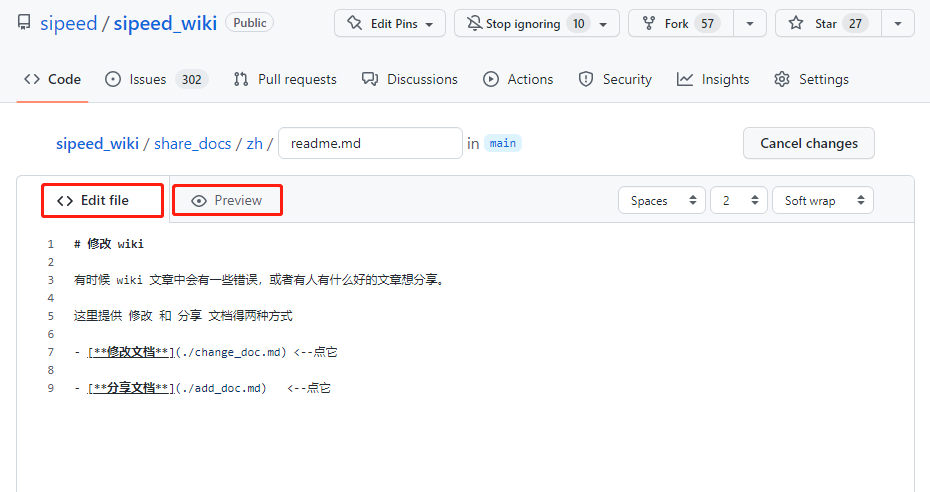 sipeed / sipeed_wiki Public Edit Pins Stop ignoring 10 Fork 57 Star 27
Code Issues 302 Pull requests Discussions Actions Security Insights Settings
sipeed_wiki / share_docs / zh / readme.md in main Cancel changes
Edit file Preview Spaces 2 Soft wrap
1 # 修改 wiki
2
3 有时候 wiki 文章中会有一些错误，或者有人有什么好的文章想分享。
4
5 这里提供 修改 和 分享 文档得两种方式
6
7 - [**修改文档**](./change_doc.md) <--点它
8
9 - [**分享文档**](./add_doc.md) <--点它